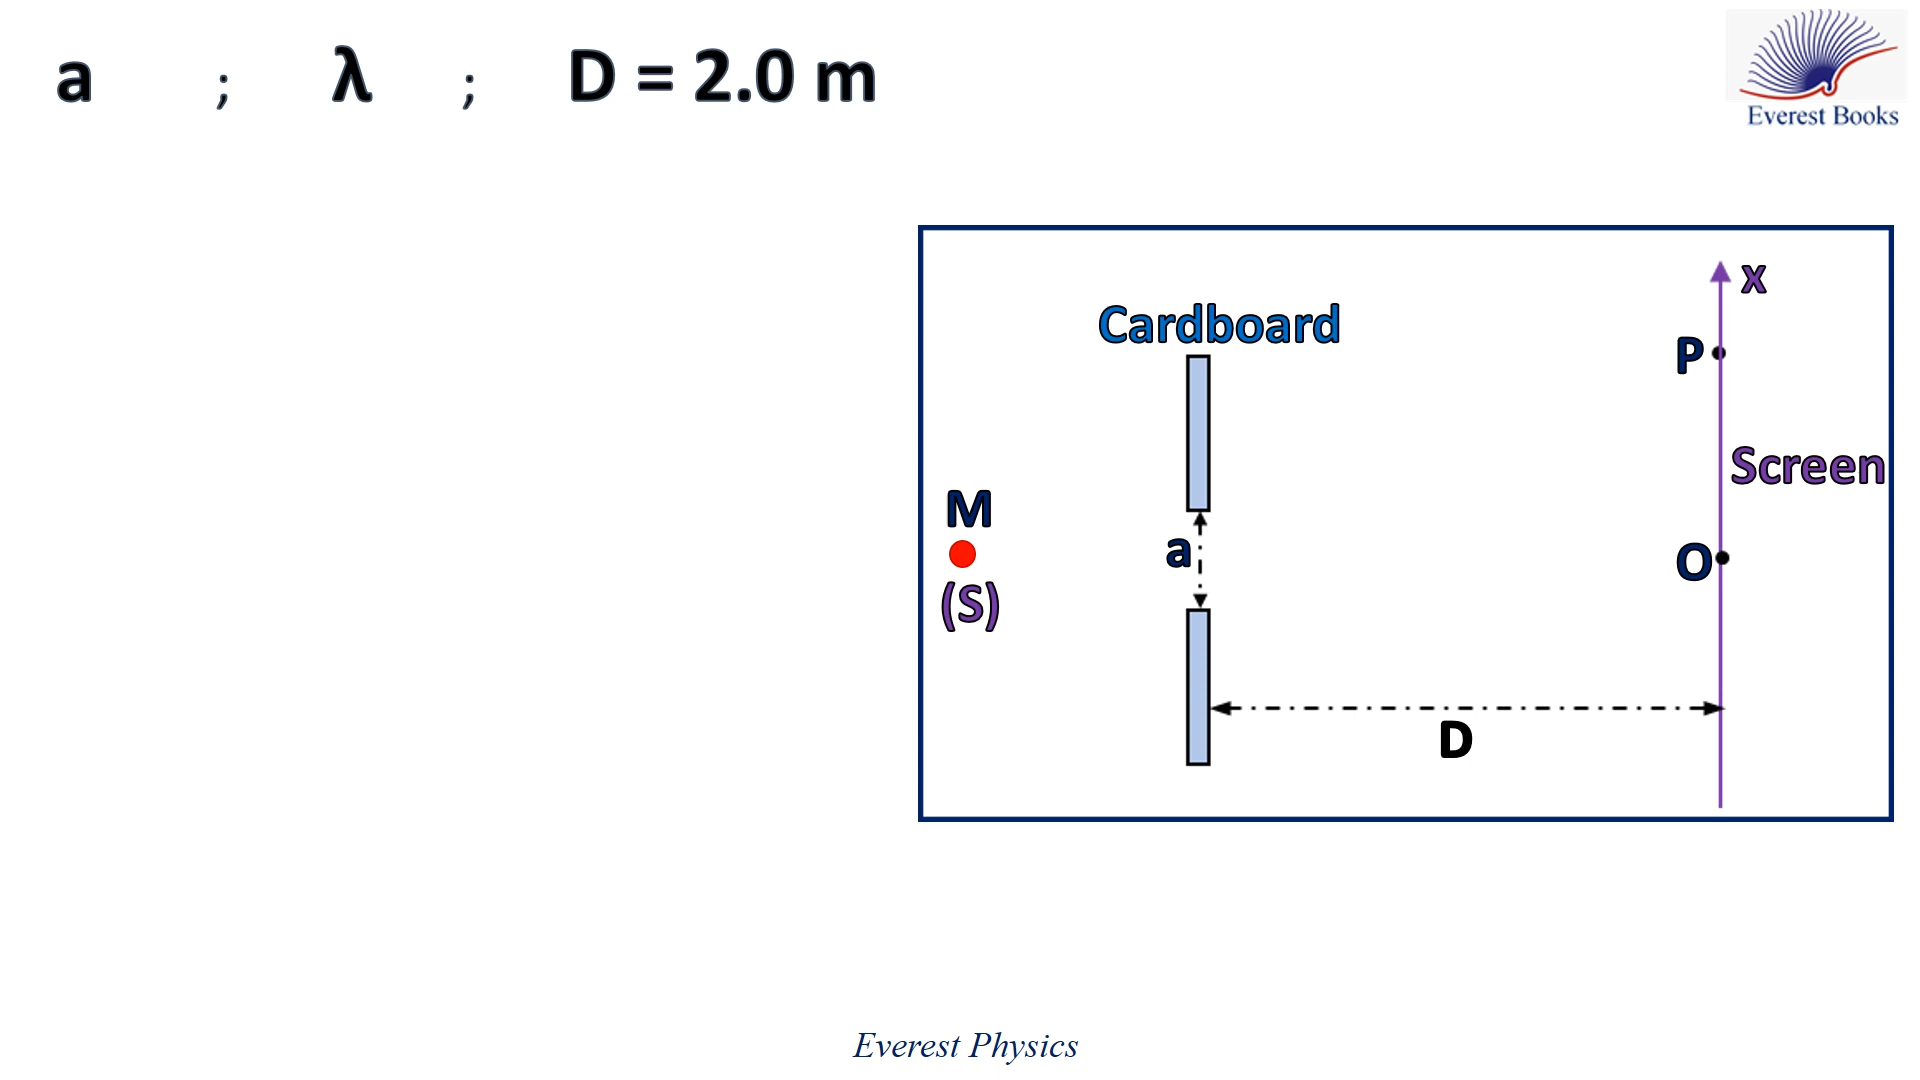 a ; λ ; D = 2.0 m
Everest Books
x
Cardboard
P
Screen
M
a
O
(S)
D
Everest Physics